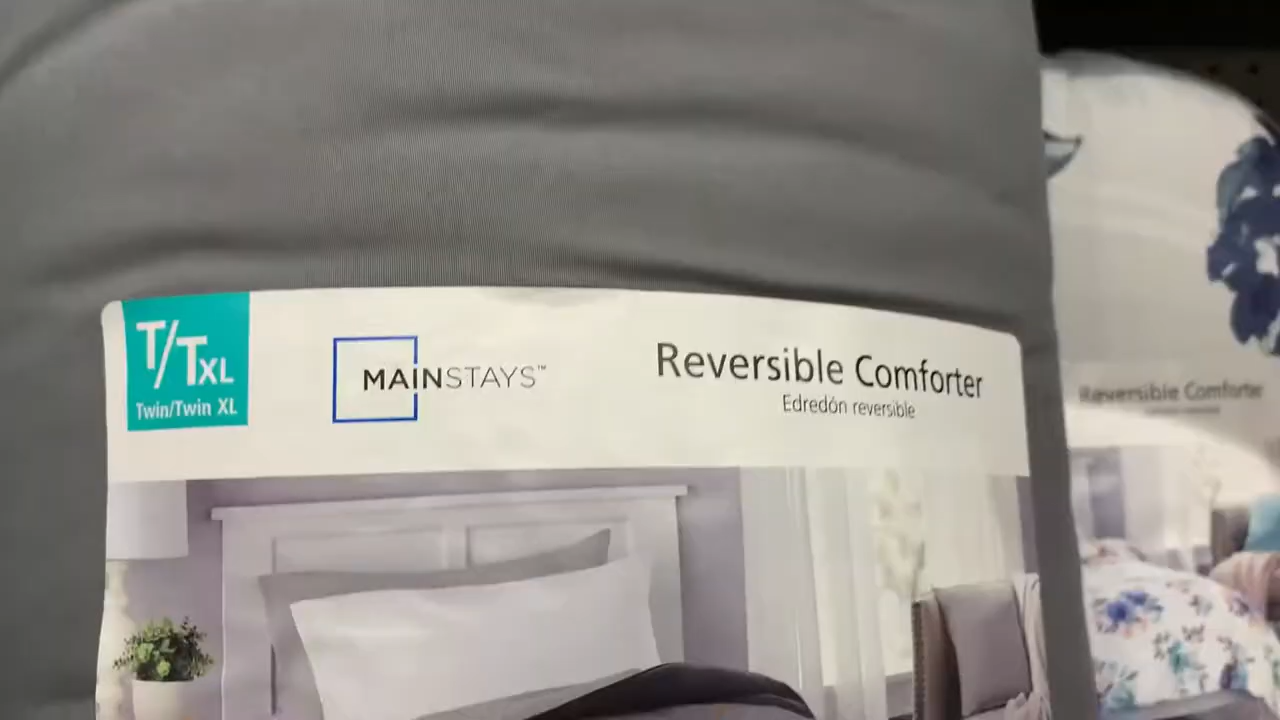 T/TXL
Twin/Twin XL
MAINSTAYS™
Reversible Comforter
Edredón reversible
Reversible Comforter